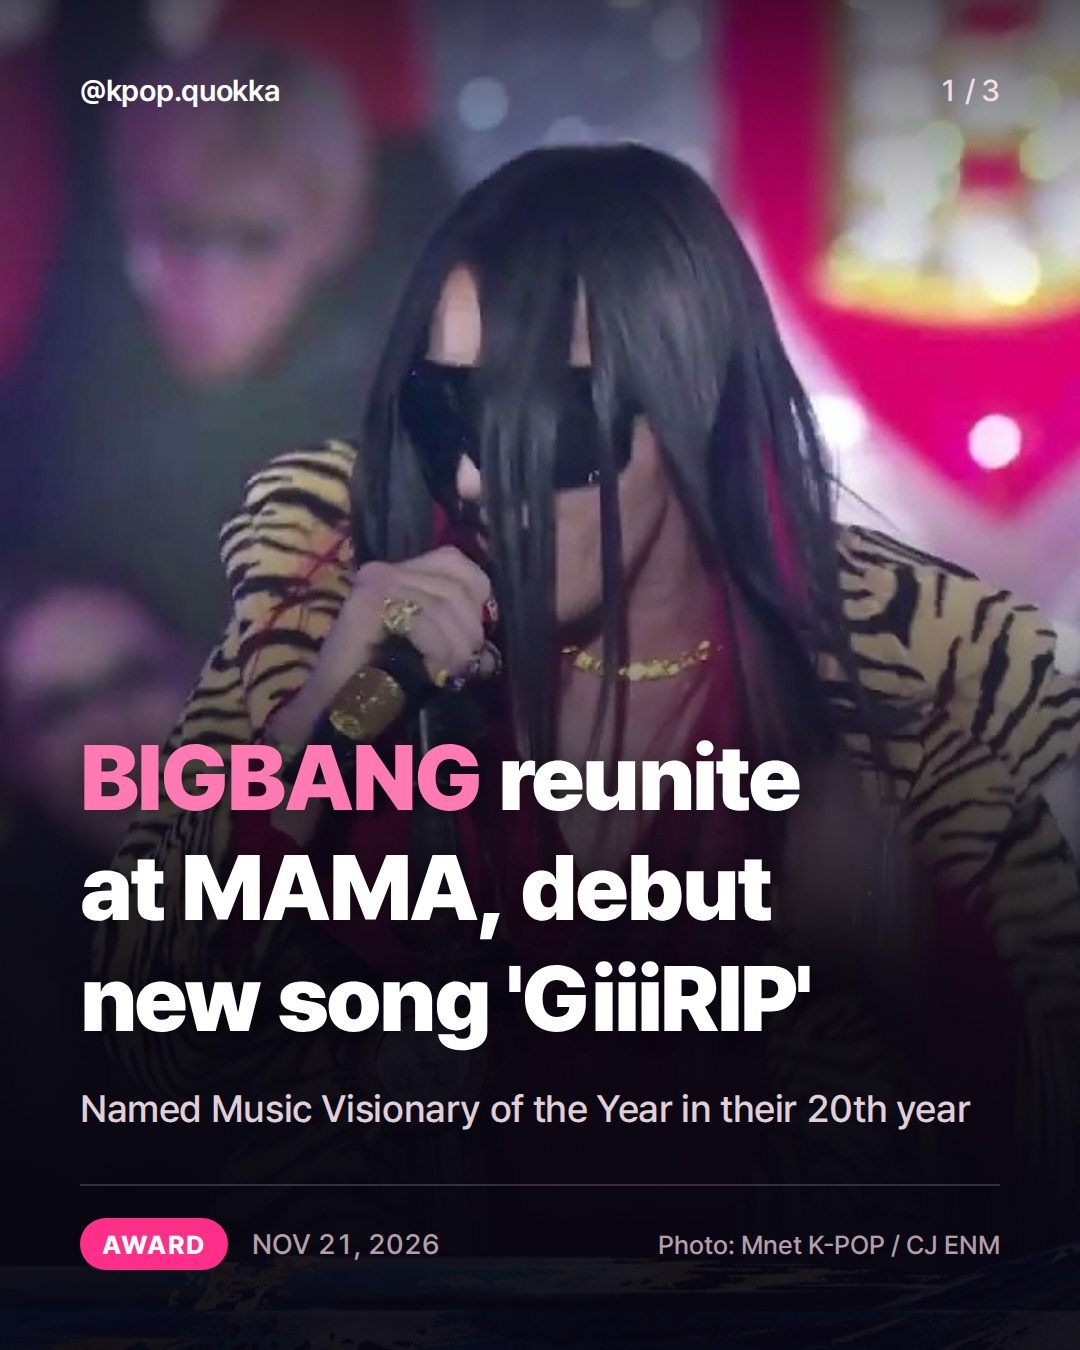 @kpop.quokka
1 / 3
BIGBANG reunite
at MAMA, debut
new song 'GiiiRIP'
Named Music Visionary of the Year in their 20th year
AWARD
NOV 21, 2026
Photo: Mnet K-POP / CJ ENM